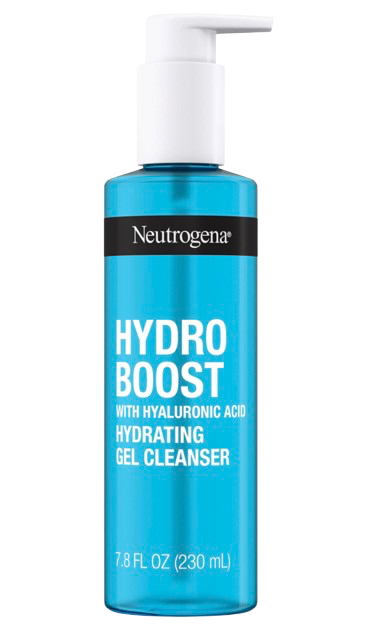 Neutrogena®
HYDRO
BOOST
WITH HYALURONIC ACID
HYDRATING
GEL CLEANSER
7.8 FL OZ (230 mL)